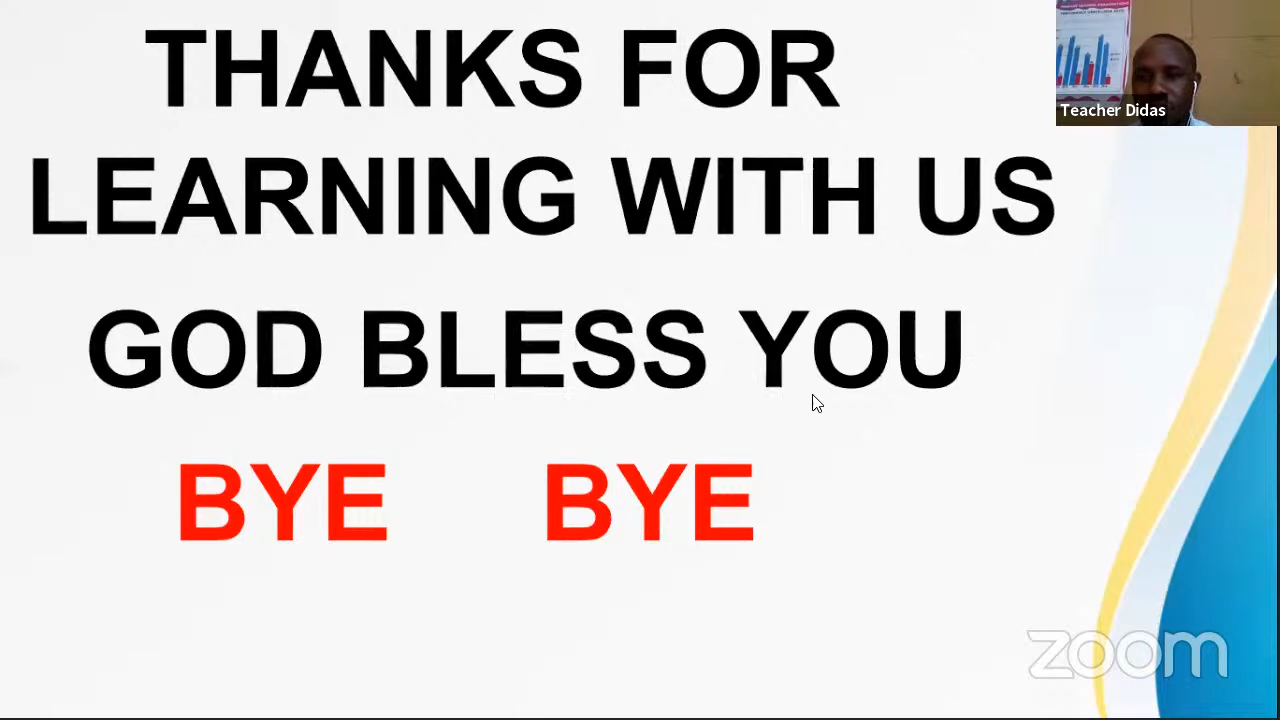 THANKS FOR
LEARNING WITH US
GOD BLESS YOU
BYE BYE
Teacher Didas
zoom